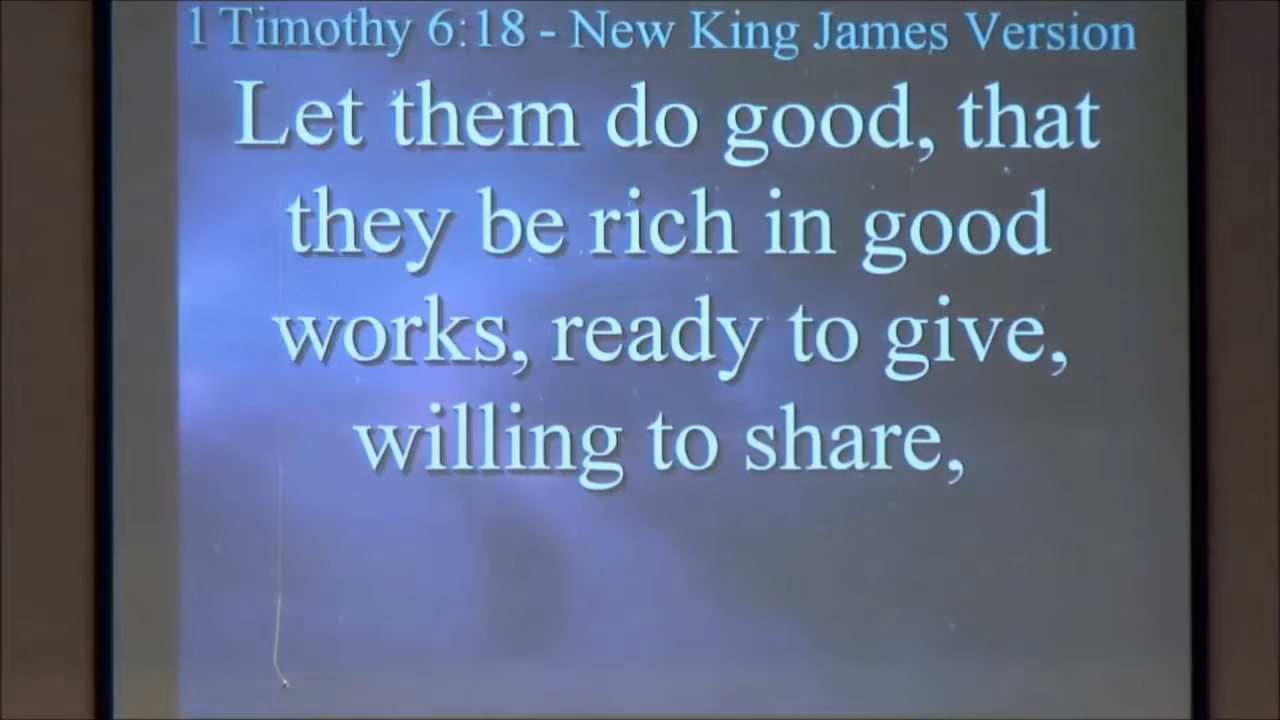 1 Timothy 6:18 - New King James Version
Let them do good, that
they be rich in good
works, ready to give,
willing to share,